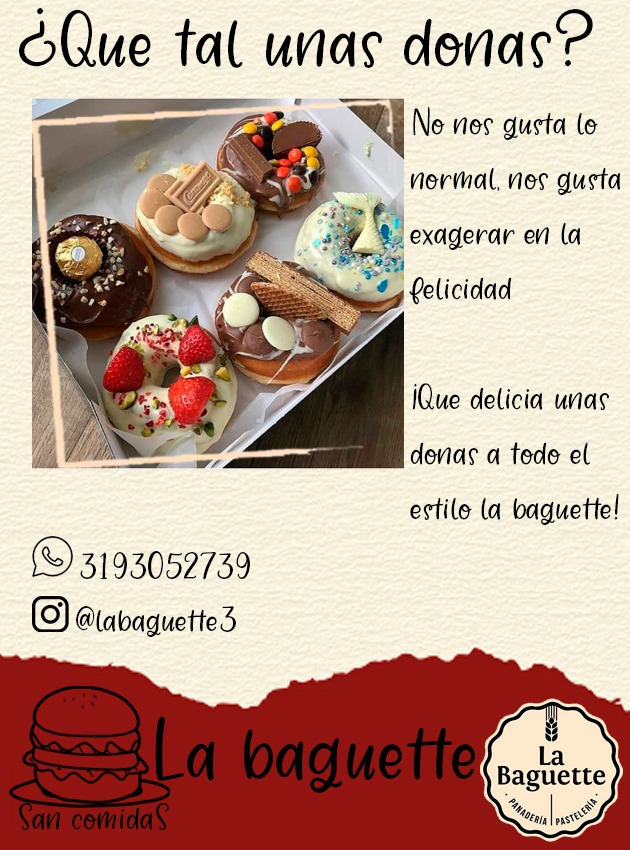 ¿Que tal unas donas?
No nos gusta lo
normal, nos gusta
exagerar en la
felicidad
¡Que delicia unas
donas a todo el
estilo la baguette!
3193052739
@labaguette3
La baguette
San comidaS
La
Baguette
· PANADERÍA | PASTELERÍA ·